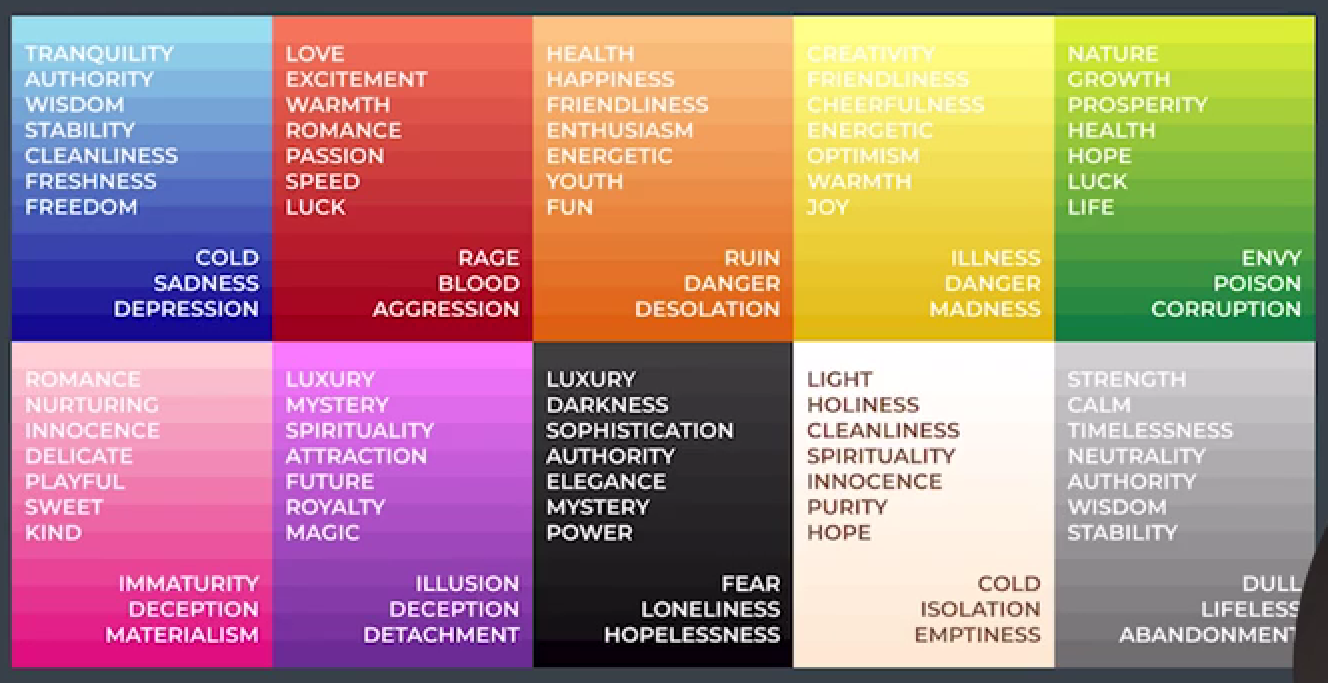 TRANQUILITY
AUTHORITY
WISDOM
STABILITY
CLEANLINESS
FRESHNESS
FREEDOM
COLD
SADNESS
DEPRESSION
LOVE
EXCITEMENT
WARMTH
ROMANCE
PASSION
SPEED
LUCK
RAGE
BLOOD
AGGRESSION
HEALTH
HAPPINESS
FRIENDLINESS
ENTHUSIASM
ENERGETIC
YOUTH
FUN
RUIN
DANGER
DESOLATION
CREATIVITY
FRIENDLINESS
CHEERFULNESS
ENERGETIC
OPTIMISM
WARMTH
JOY
ILLNESS
DANGER
MADNESS
NATURE
GROWTH
PROSPERITY
HEALTH
HOPE
LUCK
LIFE
ENVY
POISON
CORRUPTION
ROMANCE
NURTURING
INNOCENCE
DELICATE
PLAYFUL
SWEET
KIND
IMMATURITY
DECEPTION
MATERIALISM
LUXURY
MYSTERY
SPIRITUALITY
ATTRACTION
FUTURE
ROYALTY
MAGIC
ILLUSION
DECEPTION
DETACHMENT
LUXURY
DARKNESS
SOPHISTICATION
AUTHORITY
ELEGANCE
MYSTERY
POWER
FEAR
LONELINESS
HOPELESSNESS
LIGHT
HOLINESS
CLEANLINESS
SPIRITUALITY
INNOCENCE
PURITY
HOPE
COLD
ISOLATION
EMPTINESS
STRENGTH
CALM
TIMELESSNESS
NEUTRALITY
AUTHORITY
WISDOM
STABILITY
DULL
LIFELESS
ABANDONMENT